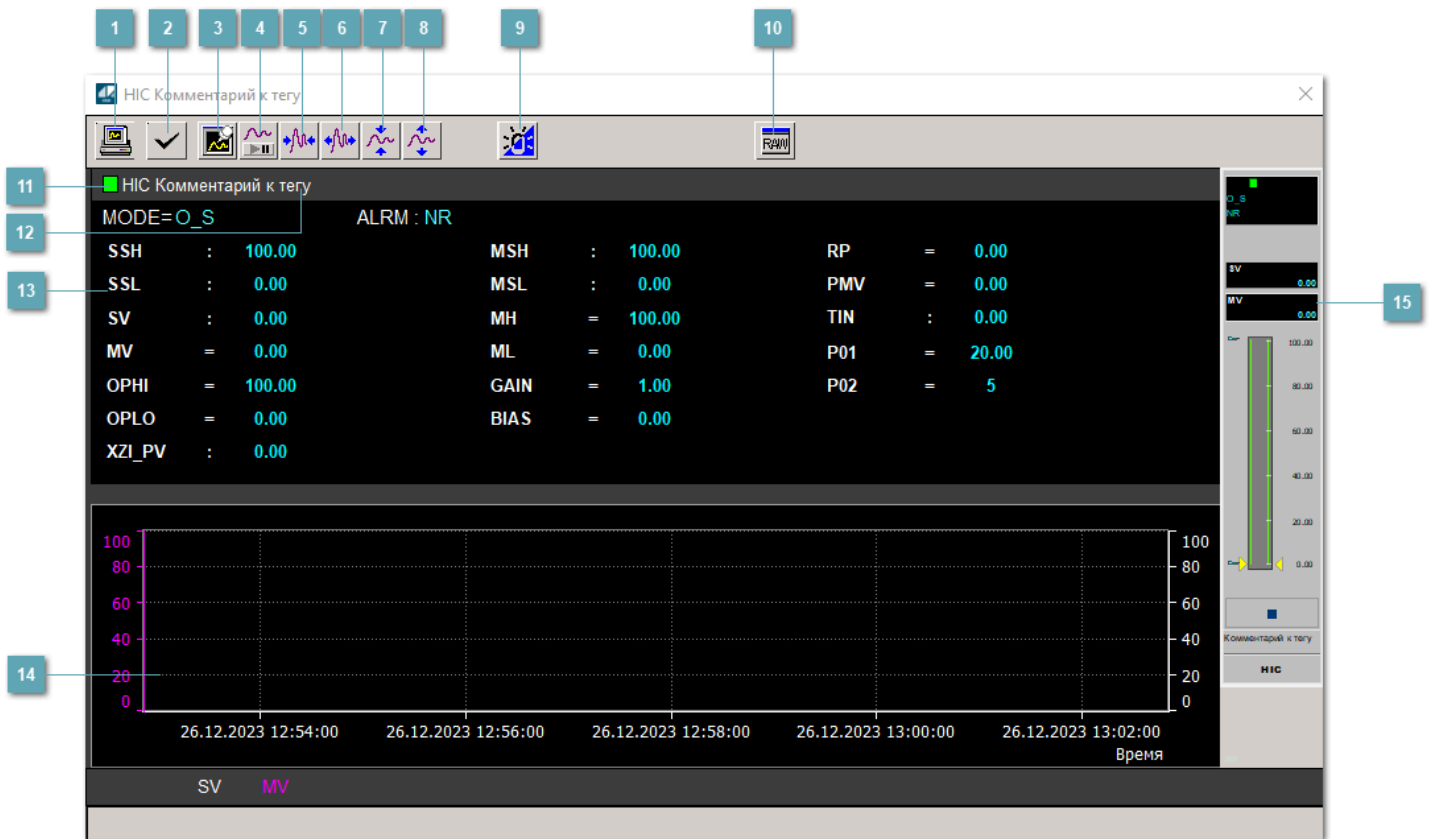 1 2 3 4 5 6 7 8 9 10
HIC Комментарий к тегу
RAW
11
HIC Комментарий к тегу
12
MODE=O_S ALRM : NR
SSH : 100.00 MSH : 100.00 RP = 0.00
13
SSL : 0.00 MSL : 0.00 PMV = 0.00
SV : 0.00 MH = 100.00 TIN : 0.00
MV = 0.00 ML = 0.00 P01 = 20.00
OPHI = 100.00 GAIN = 1.00 P02 = 5
OPLO = 0.00 BIAS = 0.00
XZI_PV : 0.00
O_S
NR
SV
0.00
MV
0.00
15
100.00
80.00
60.00
40.00
20.00
0.00
Комментарий к тегу
HIC
100 100
80 80
60 60
40 40
14
20 20
0 0
26.12.2023 12:54:00 26.12.2023 12:56:00 26.12.2023 12:58:00 26.12.2023 13:00:00 26.12.2023 13:02:00
Время
SV MV